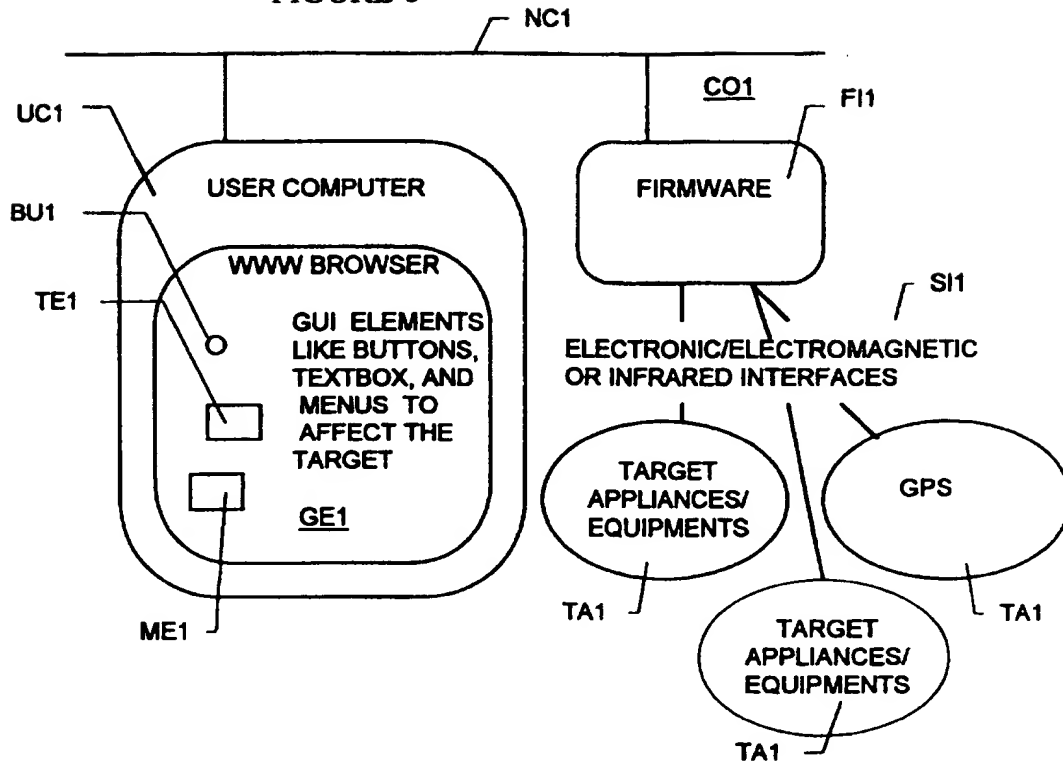 NC1
CO1
FI1
UC1
USER COMPUTER
FIRMWARE
BU1
WWW BROWSER
TE1
SI1
GUI ELEMENTS
LIKE BUTTONS,
TEXTBOX, AND
MENUS TO
AFFECT THE
TARGET
ELECTRONIC/ELECTROMAGNETIC
OR INFRARED INTERFACES
TARGET
APPLIANCES/
EQUIPMENTS
GPS
GE1
TA1
TA1
ME1
TARGET
APPLIANCES/
EQUIPMENTS
TA1